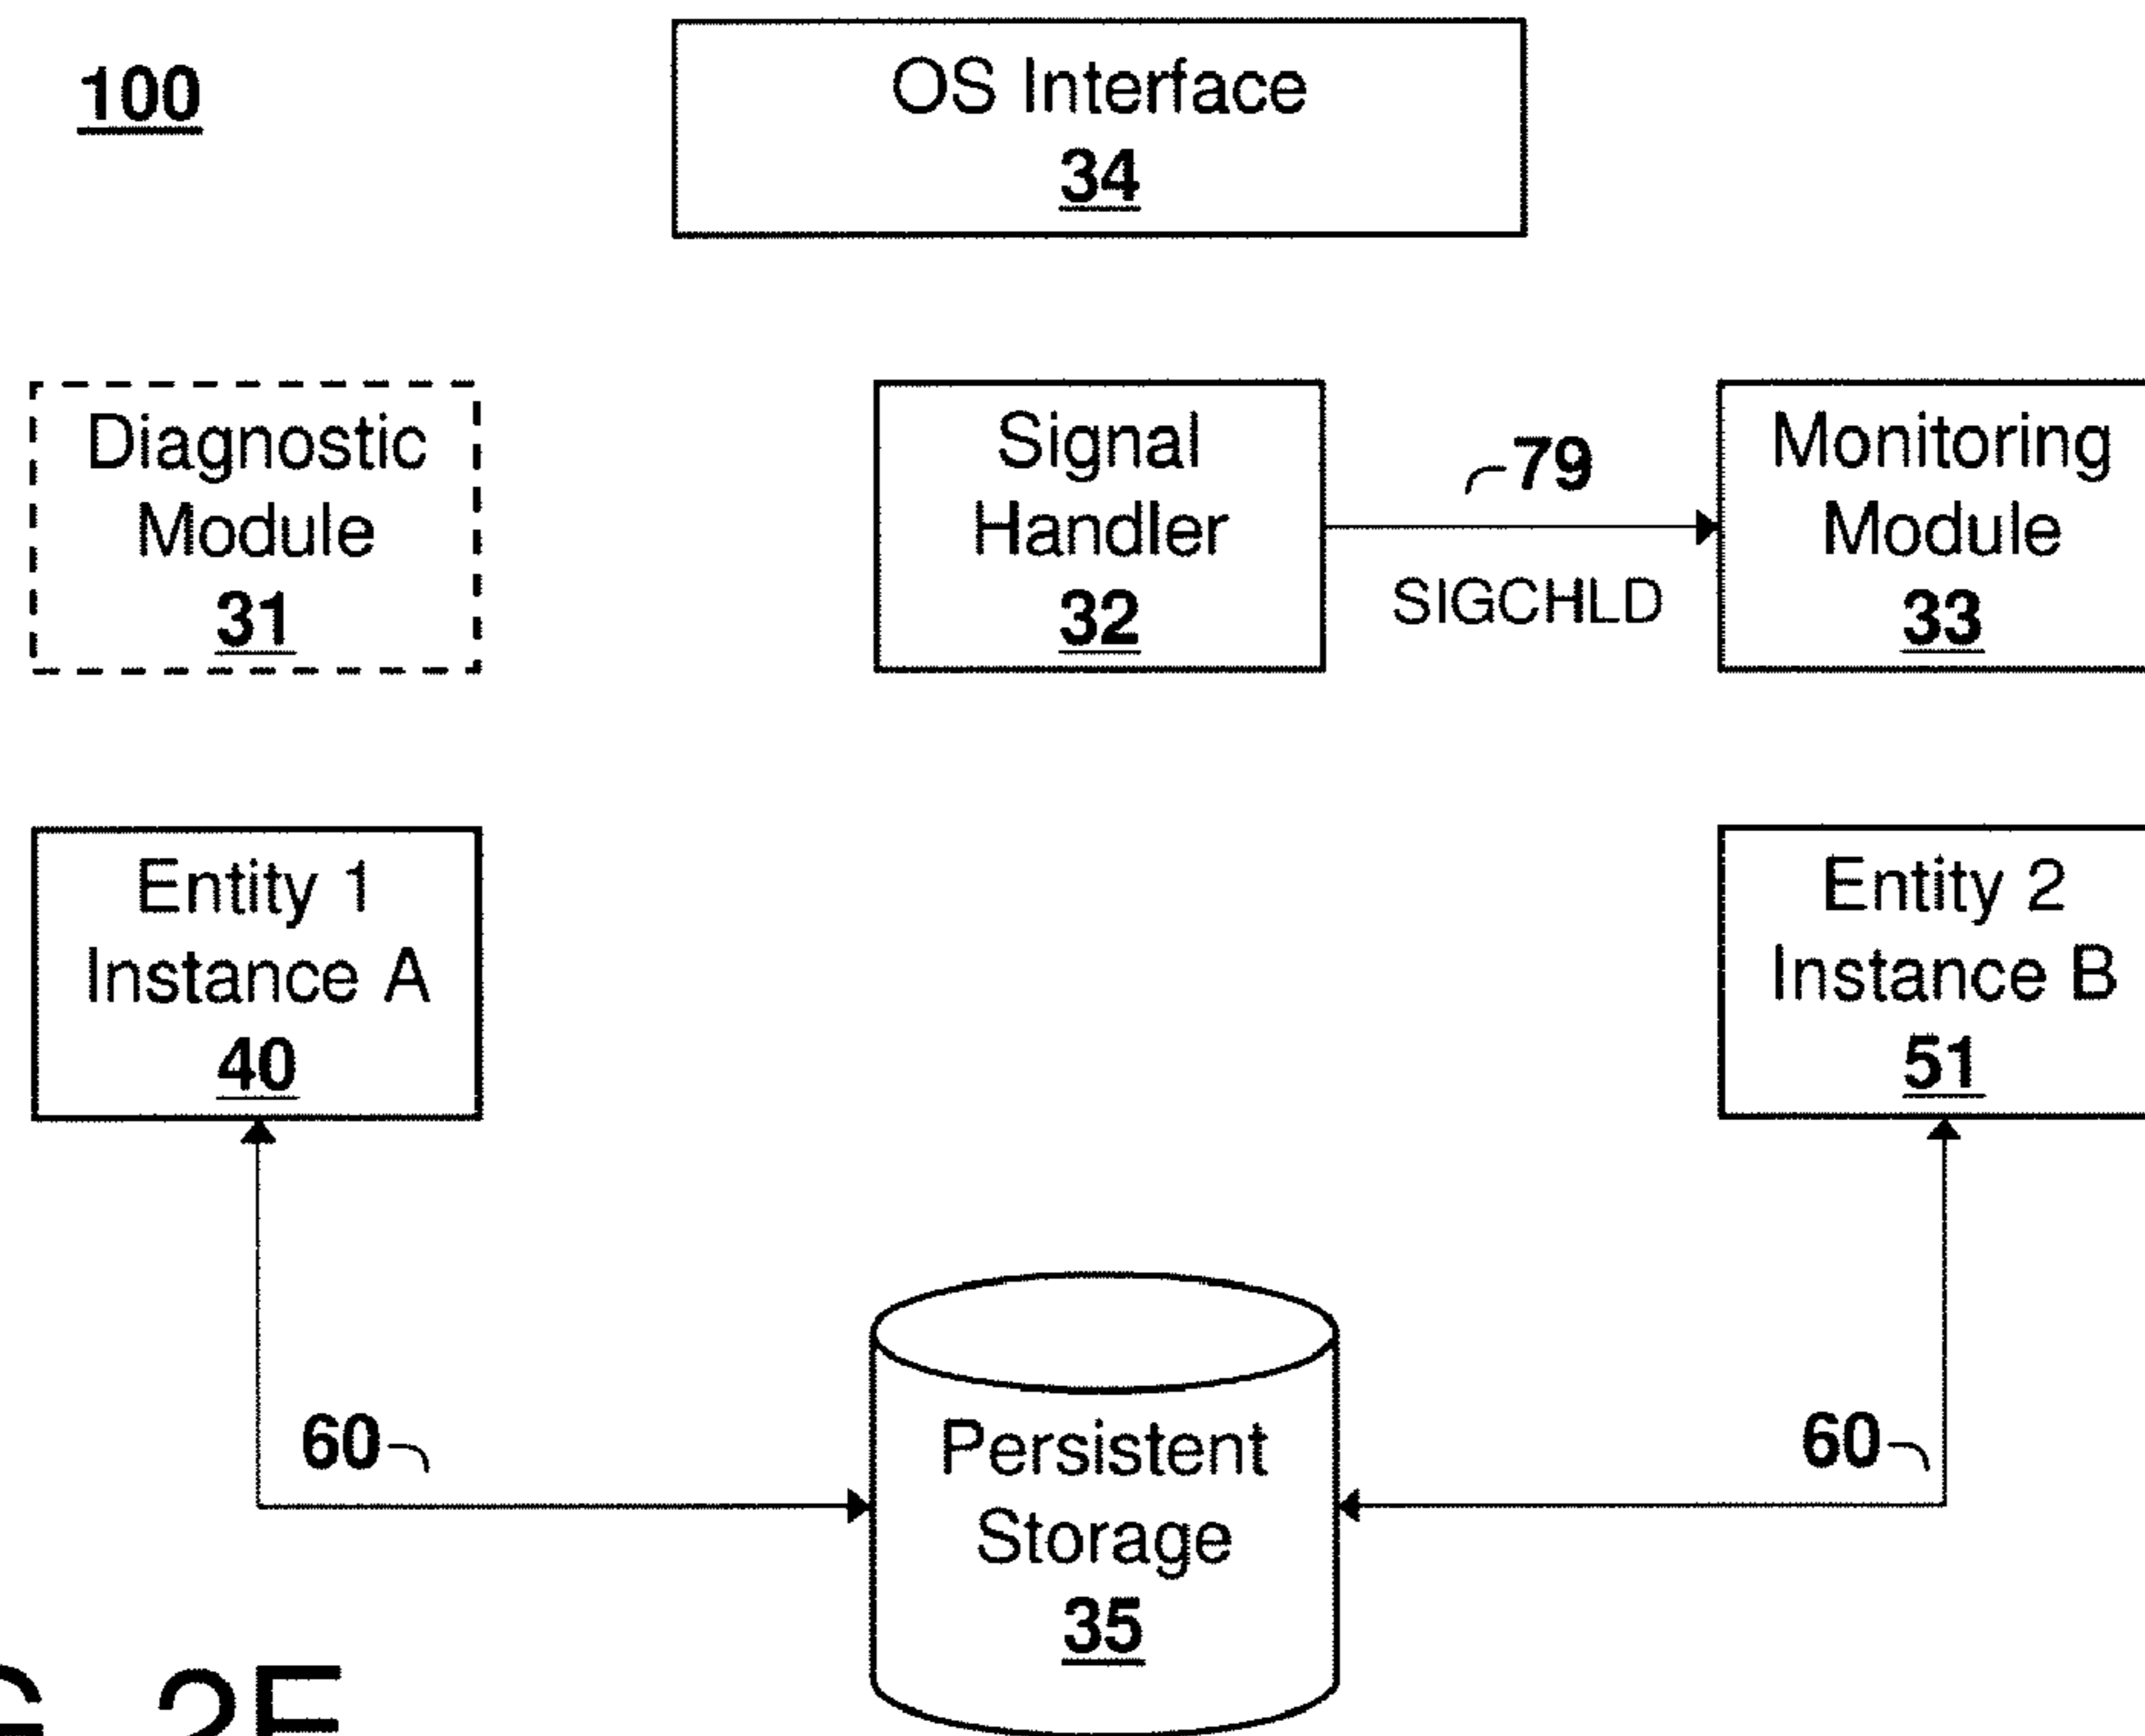 100
OS Interface
34
Diagnostic
Module
31
Signal
Handler
32
79
SIGCHLD
Monitoring
Module
33
Entity 1
Instance A
40
Entity 2
Instance B
51
60
60
Persistent
Storage
35